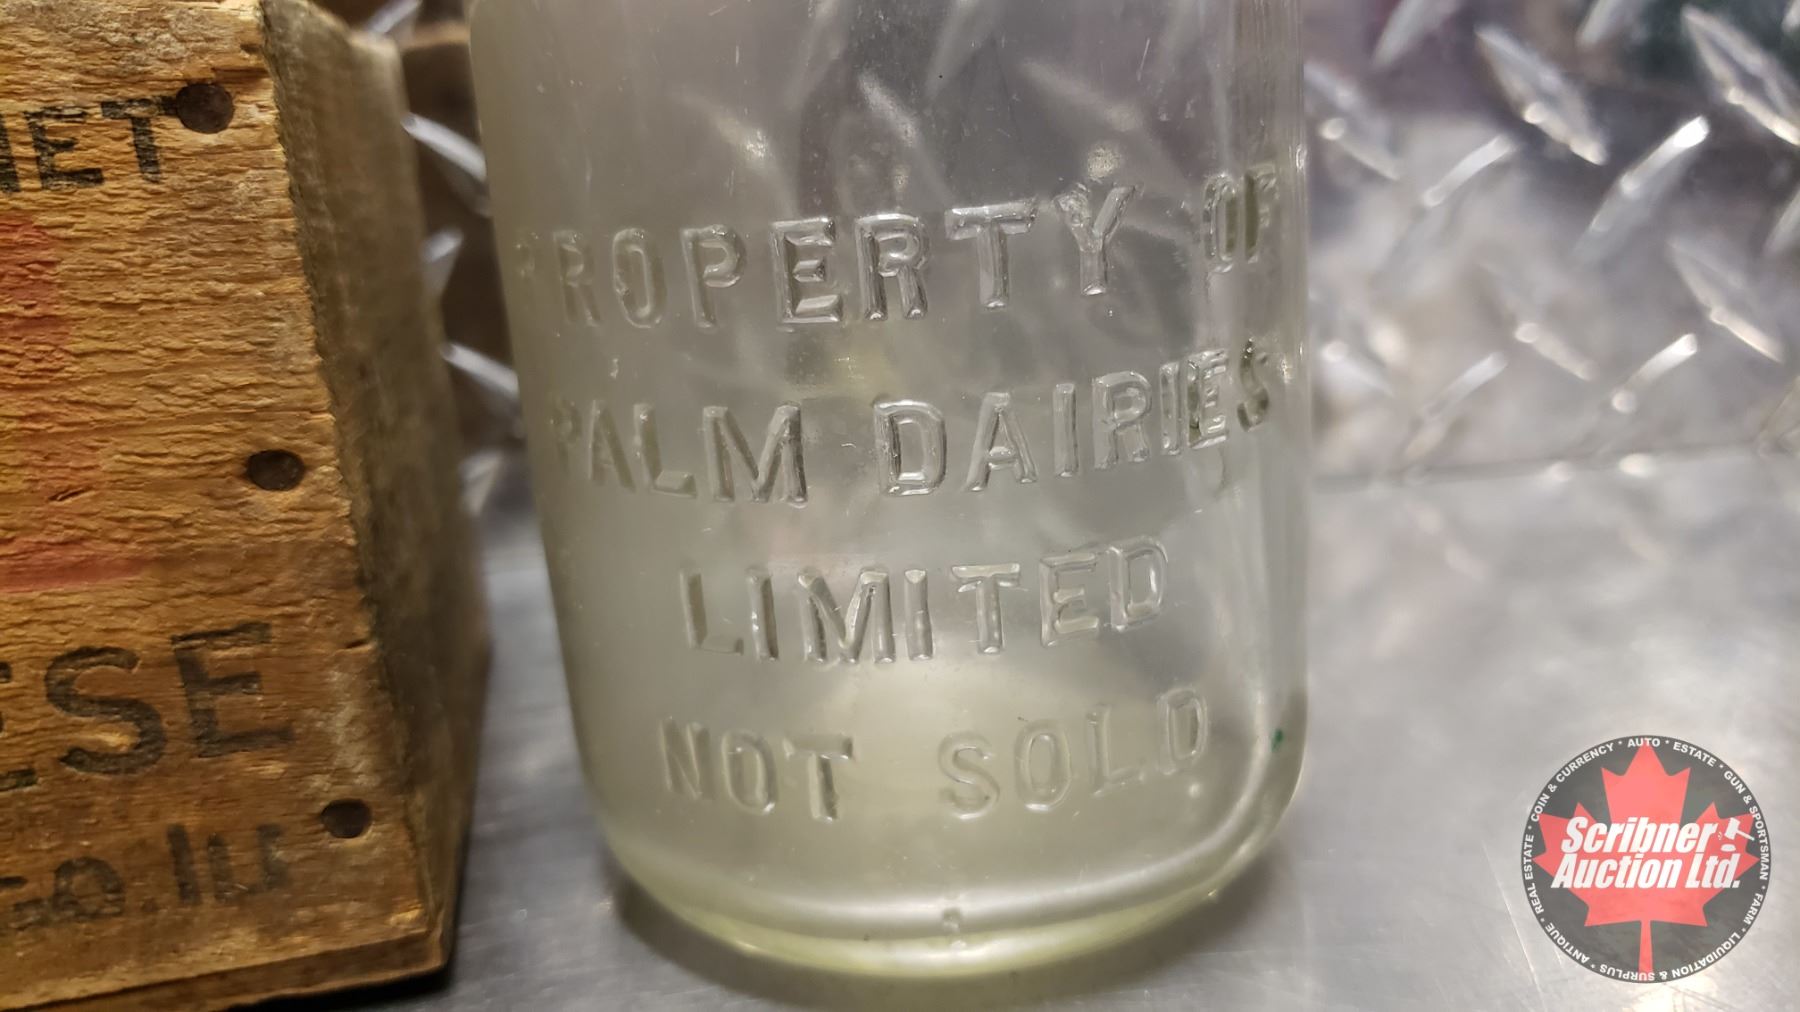 NET
ESE
PROPERTY OF
PALM DAIRIES
LIMITED
NOT SOLD
REAL ESTATE * COIN & CURRENCY * AUTO * ESTATE * GUN & SPORTSMAN * FARM * LIQUIDATION & SURPLUS * ANTIQUE *
Scribner
Auction Ltd.